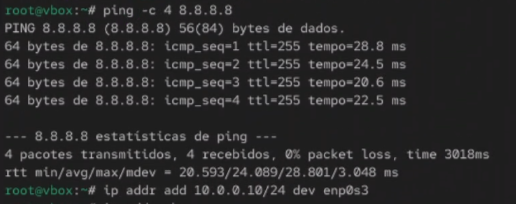 root@vbox:~# ping -c 4 8.8.8.8
PING 8.8.8.8 (8.8.8.8) 56(84) bytes de dados.
64 bytes de 8.8.8.8: icmp_seq=1 ttl=255 tempo=28.8 ms
64 bytes de 8.8.8.8: icmp_seq=2 ttl=255 tempo=24.5 ms
64 bytes de 8.8.8.8: icmp_seq=3 ttl=255 tempo=20.6 ms
64 bytes de 8.8.8.8: icmp_seq=4 ttl=255 tempo=22.5 ms
--- 8.8.8.8 estatísticas de ping ---
4 pacotes transmitidos, 4 recebidos, 0% packet loss, time 3018ms
rtt min/avg/max/mdev = 20.593/24.089/28.801/3.048 ms
root@vbox:~# ip addr add 10.0.0.10/24 dev enp0s3